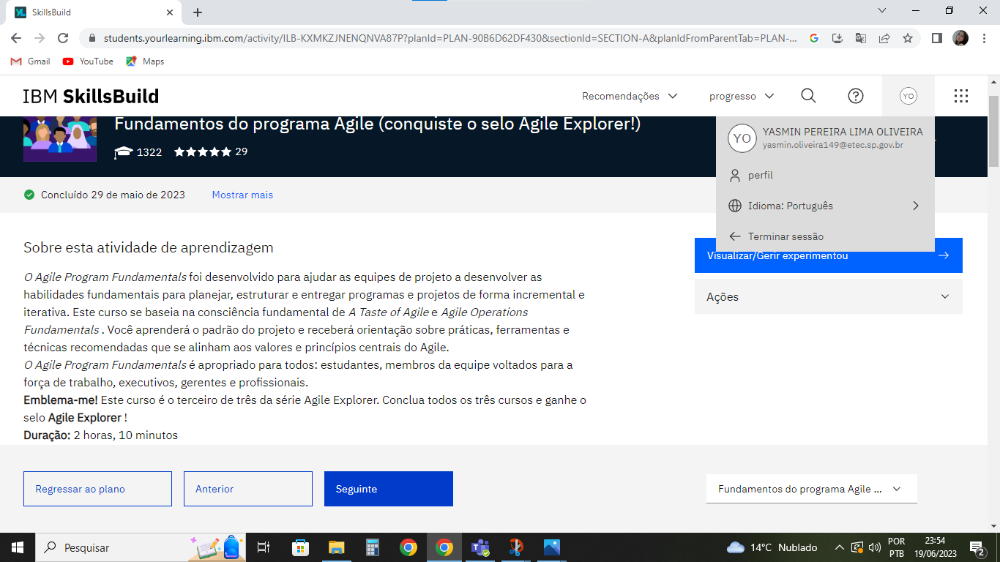 SkillsBuild
students.yourlearning.ibm.com/activity/ILB-KXMKZJNENQNVA87P?planId=PLAN-90B6D62DF430&sectionId=SECTION-A&planIdFromParentTab=PLAN-...
Gmail YouTube Maps
IBM SkillsBuild
Recomendações progresso YO
Fundamentos do programa Agile (conquiste o selo Agile Explorer!)
1322 29
YO YASMIN PEREIRA LIMA OLIVEIRA
yasmin.oliveira149@etec.sp.gov.br
perfil
Idioma: Português
Terminar sessão
Concluído 29 de maio de 2023 Mostrar mais
Sobre esta atividade de aprendizagem
Visualizar/Gerir experimentou
Ações
O Agile Program Fundamentals foi desenvolvido para ajudar as equipes de projeto a desenvolver as
habilidades fundamentais para planejar, estruturar e entregar programas e projetos de forma incremental e
iterativa. Este curso se baseia na consciência fundamental de A Taste of Agile e Agile Operations
Fundamentals . Você aprenderá o padrão do projeto e receberá orientação sobre práticas, ferramentas e
técnicas recomendadas que se alinham aos valores e princípios centrais do Agile.
O Agile Program Fundamentals é apropriado para todos: estudantes, membros da equipe voltados para a
força de trabalho, executivos, gerentes e profissionais.
Emblema-me! Este curso é o terceiro de três da série Agile Explorer. Conclua todos os três cursos e ganhe o
selo Agile Explorer !
Duração: 2 horas, 10 minutos
Regressar ao plano Anterior Seguinte Fundamentos do programa Agile ...
Pesquisar
14°C Nublado
POR
PTB
23:54
19/06/2023
2